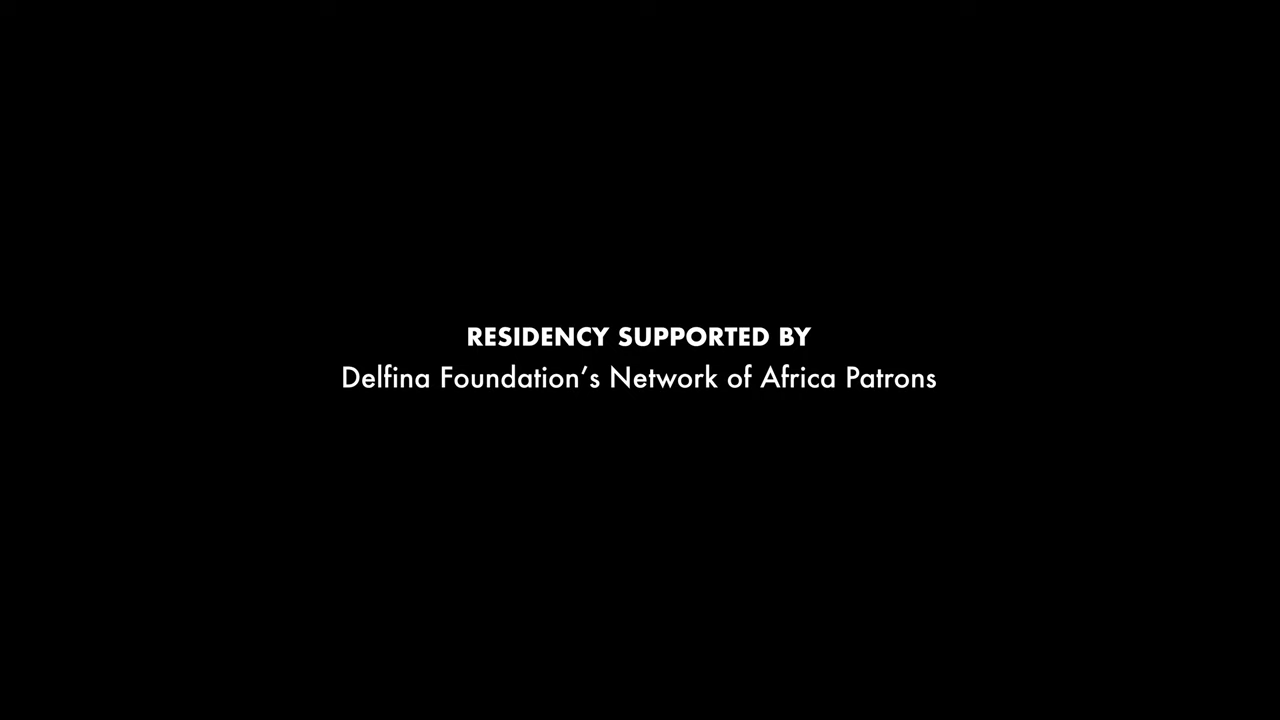 RESIDENCY SUPPORTED BY
Delfina Foundation’s Network of Africa Patrons